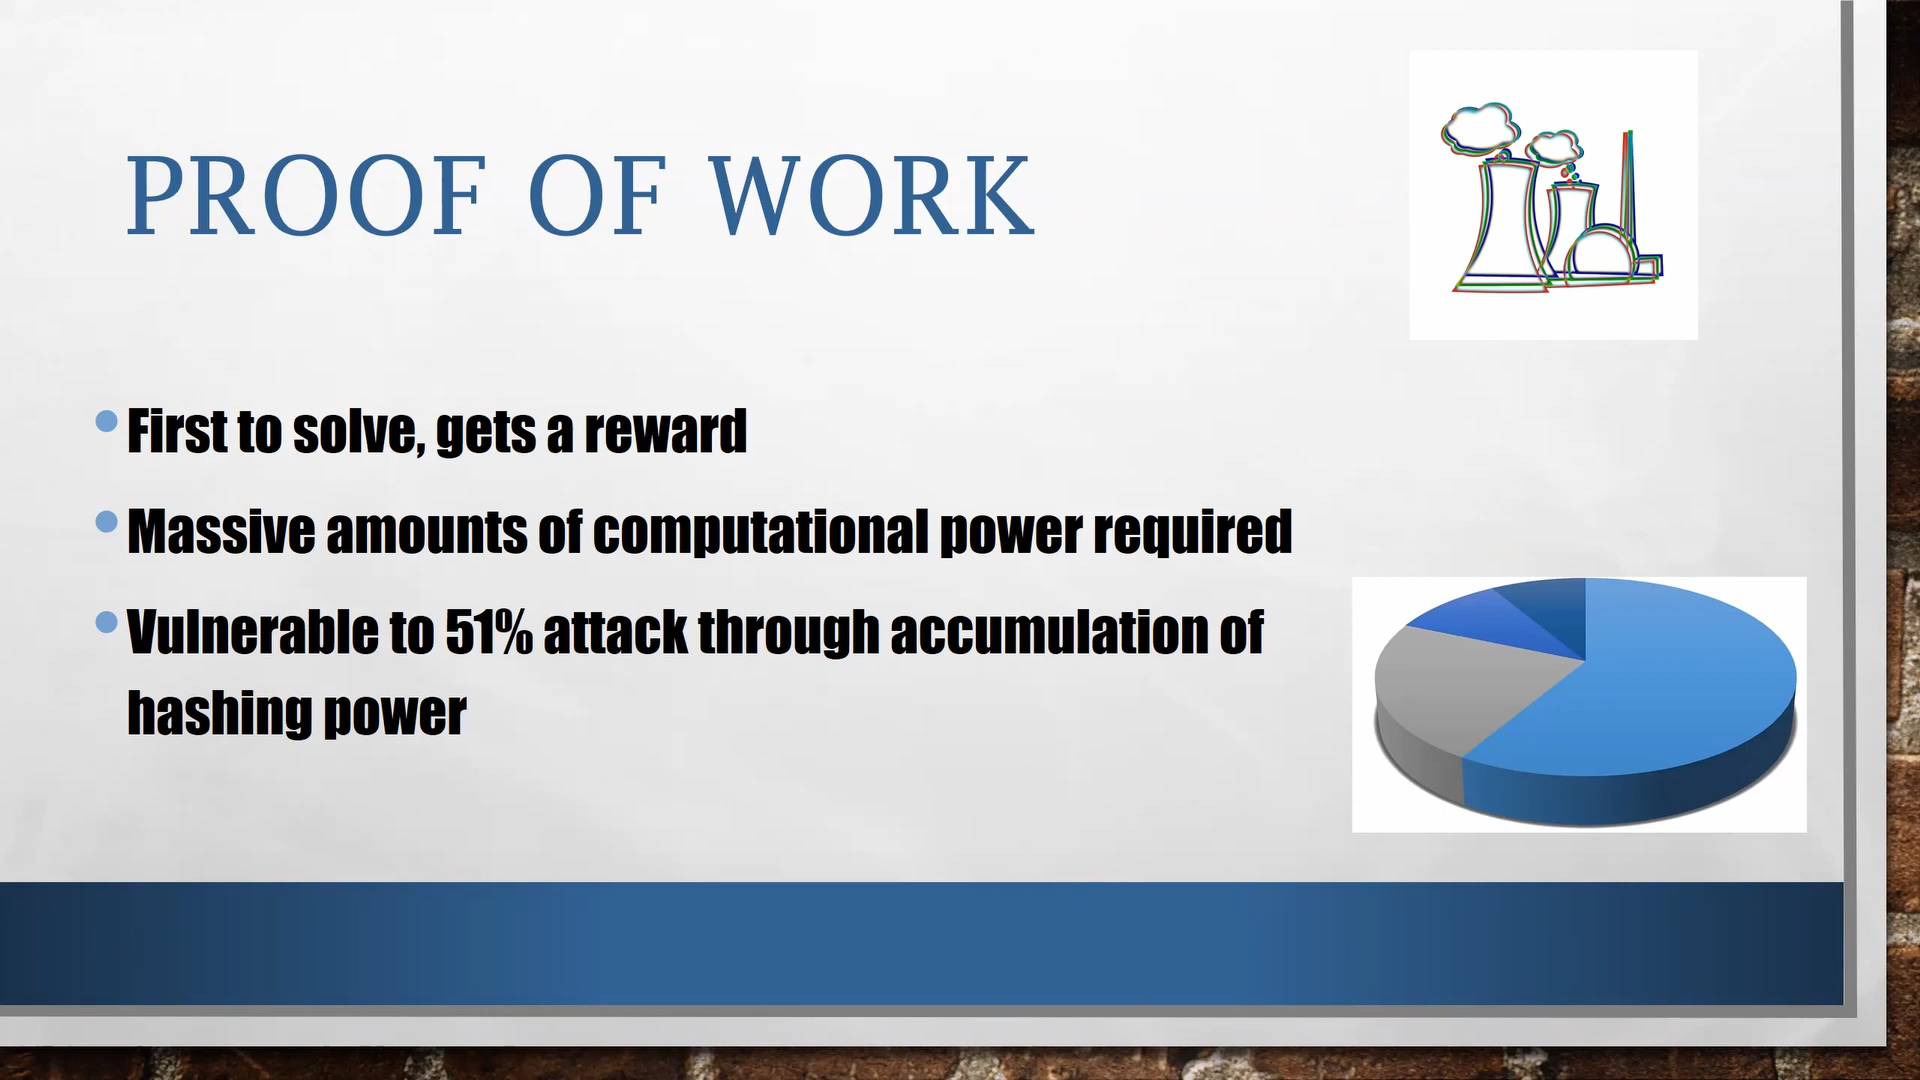 PROOF OF WORK
First to solve, gets a reward
Massive amounts of computational power required
Vulnerable to 51% attack through accumulation of
hashing power